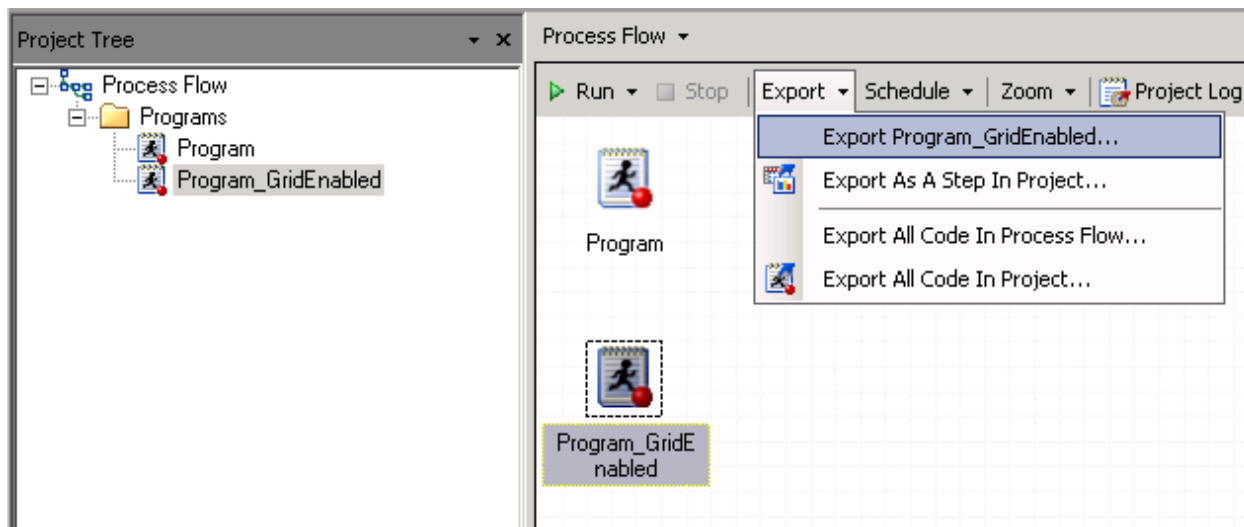 Project Tree
Process Flow
Programs
Program
Program_GridEnabled
Process Flow
Run
Stop
Export
Schedule
Zoom
Project Log
Export Program_GridEnabled...
Export As A Step In Project...
Export All Code In Process Flow...
Export All Code In Project...
Program
Program_GridE
nabled